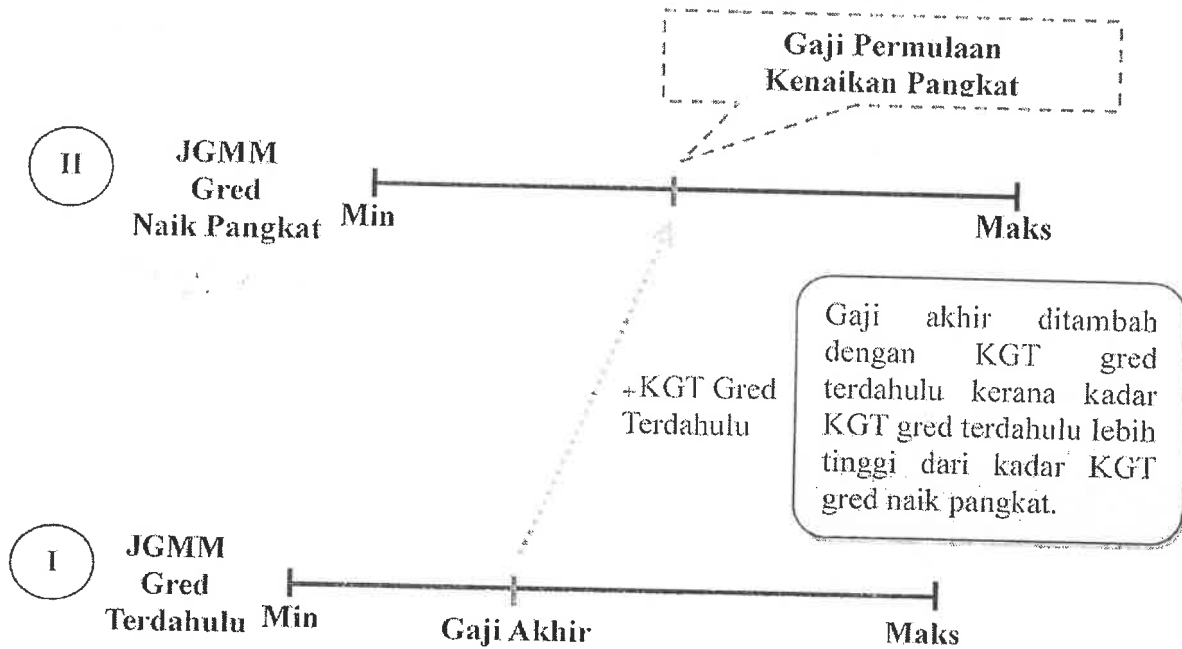 Gaji Permulaan
Kenaikan Pangkat
II
JGMM
Gred
Naik Pangkat
Min
Maks
Gaji akhir ditambah
dengan KGT gred
terdahulu kerana kadar
KGT gred terdahulu lebih
tinggi dari kadar KGT
gred naik pangkat.
+KGT Gred
Terdahulu
I
JGMM
Gred
Terdahulu
Min
Gaji Akhir
Maks